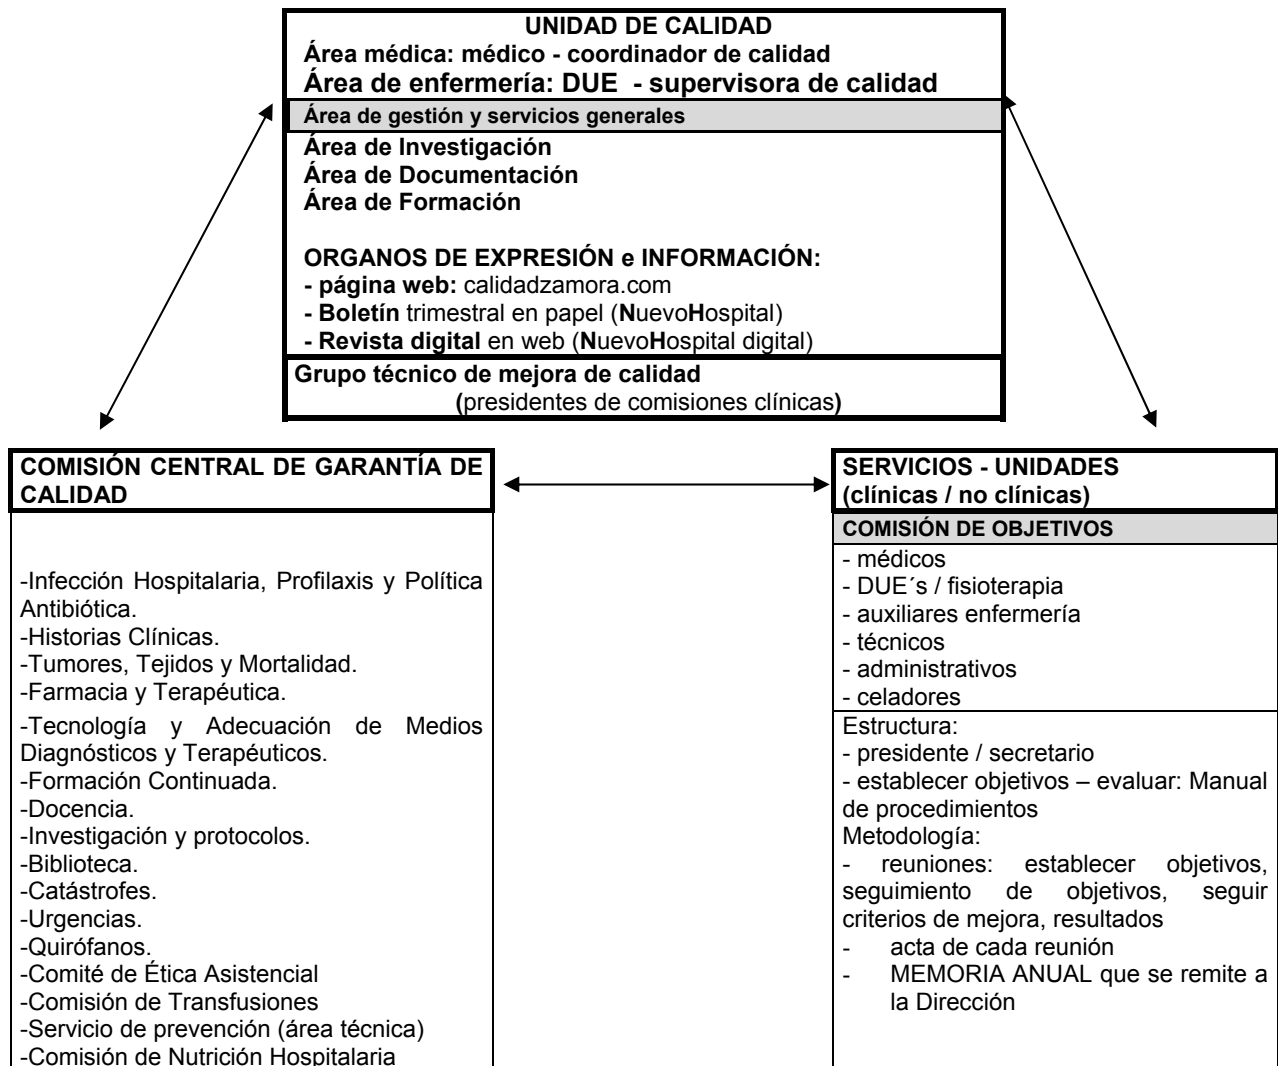 UNIDAD DE CALIDAD
Área médica: médico - coordinador de calidad
Área de enfermería: DUE - supervisora de calidad
Área de gestión y servicios generales
Área de Investigación
Área de Documentación
Área de Formación
ORGANOS DE EXPRESIÓN e INFORMACIÓN:
- página web: calidadzamora.com
- Boletín trimestral en papel (NuevoHospital)
- Revista digital en web (NuevoHospital digital)
Grupo técnico de mejora de calidad
(presidentes de comisiones clínicas)
COMISIÓN CENTRAL DE GARANTÍA DE
CALIDAD
-Infección Hospitalaria, Profilaxis y Política
Antibiótica.
-Historias Clínicas.
-Tumores, Tejidos y Mortalidad.
-Farmacia y Terapéutica.
-Tecnología y Adecuación de Medios
Diagnósticos y Terapéuticos.
-Formación Continuada.
-Docencia.
-Investigación y protocolos.
-Biblioteca.
-Catástrofes.
-Urgencias.
-Quirófanos.
-Comité de Ética Asistencial
-Comisión de Transfusiones
-Servicio de prevención (área técnica)
-Comisión de Nutrición Hospitalaria
SERVICIOS - UNIDADES
(clínicas / no clínicas)
COMISIÓN DE OBJETIVOS
- médicos
- DUE´s / fisioterapia
- auxiliares enfermería
- técnicos
- administrativos
- celadores
Estructura:
- presidente / secretario
- establecer objetivos – evaluar: Manual
de procedimientos
Metodología:
- reuniones: establecer objetivos,
seguimiento de objetivos, seguir
criterios de mejora, resultados
- acta de cada reunión
- MEMORIA ANUAL que se remite a
la Dirección